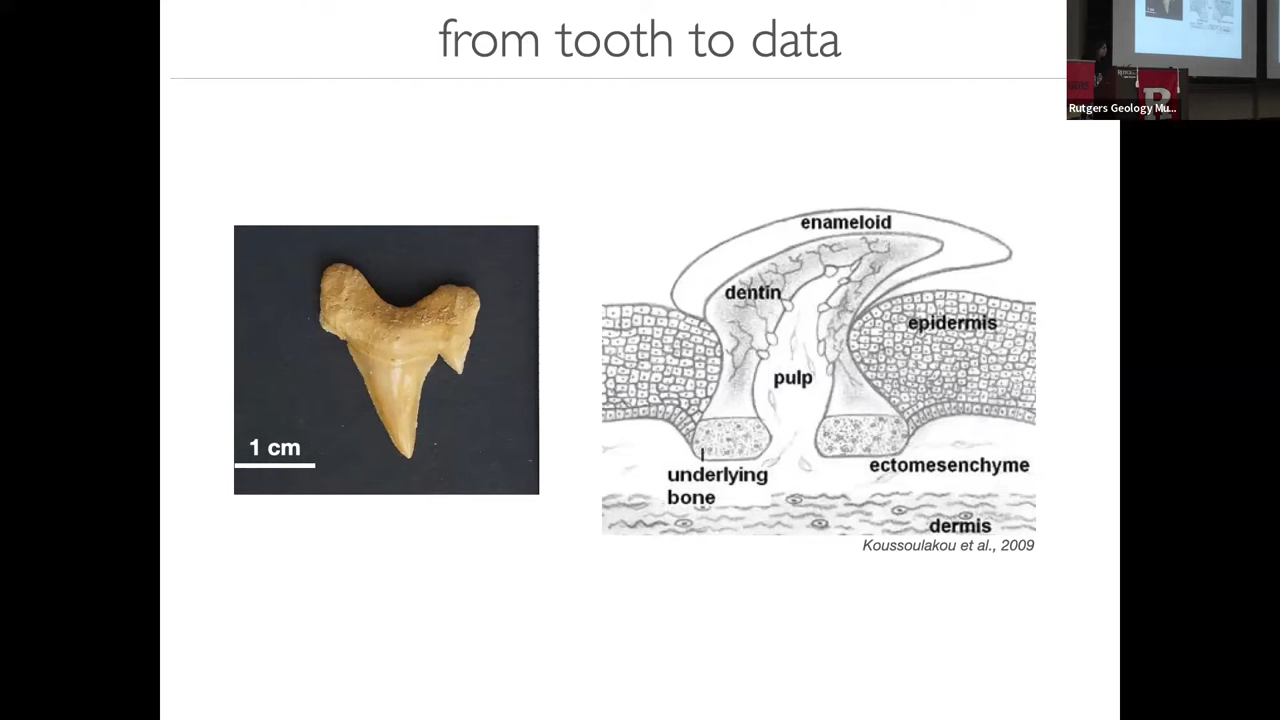 from tooth to data
Rutgers Geology Mu...
1 cm
enameloid
dentin
epidermis
pulp
underlying
bone
ectomesenchyme
dermis
Koussoulakou et al., 2009
R